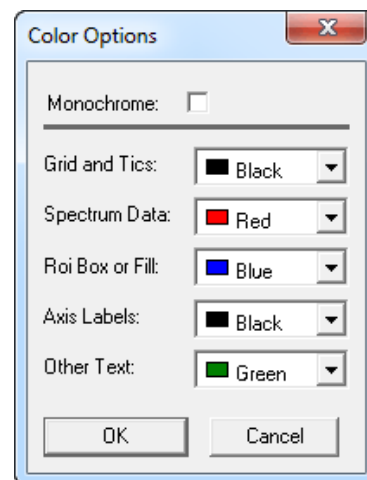 Color Options
Monochrome:
Grid and Tics: Black
Spectrum Data: Red
Roi Box or Fill: Blue
Axis Labels: Black
Other Text: Green
OK Cancel